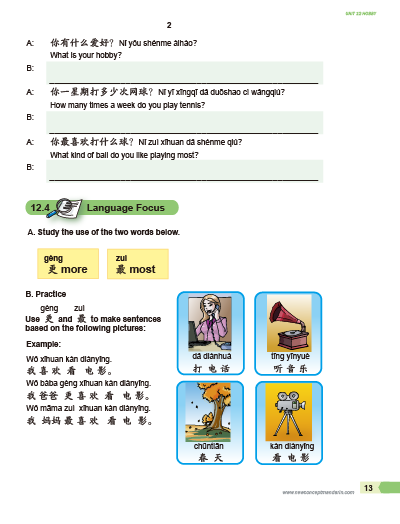 UNIT 12 HOBBY
2
A: 你有什么爱好？Nǐ yǒu shénme àihào?
What is your hobby?
B:
A: 你一星期打多少次网球？Nǐ yī xīngqī dǎ duōshao cì wǎngqiú?
How many times a week do you play tennis?
B:
A: 你最喜欢打什么球？Nǐ zuì xǐhuan dǎ shénme qiú?
What kind of ball do you like playing most?
B:
12.4 Language Focus
A. Study the use of the two words below.
gèng zuì
更 more 最 most
B. Practice
gèng zuì
Use 更 and 最 to make sentences
based on the following pictures:
Example:
Wǒ xǐhuan kàn diànyǐng.
我 喜 欢 看 电 影。
Wǒ bàba gèng xǐhuan kàn diànyǐng.
我 爸爸 更 喜 欢 看 电 影。
Wǒ māma zuì xǐhuan kàn diànyǐng.
我 妈妈 最 喜 欢 看 电 影。
dǎ diànhuà
打 电 话
tīng yīnyuè
听 音 乐
chūntiān
春 天
kàn diànyǐng
看 电 影
www.newconceptmandarin.com 13